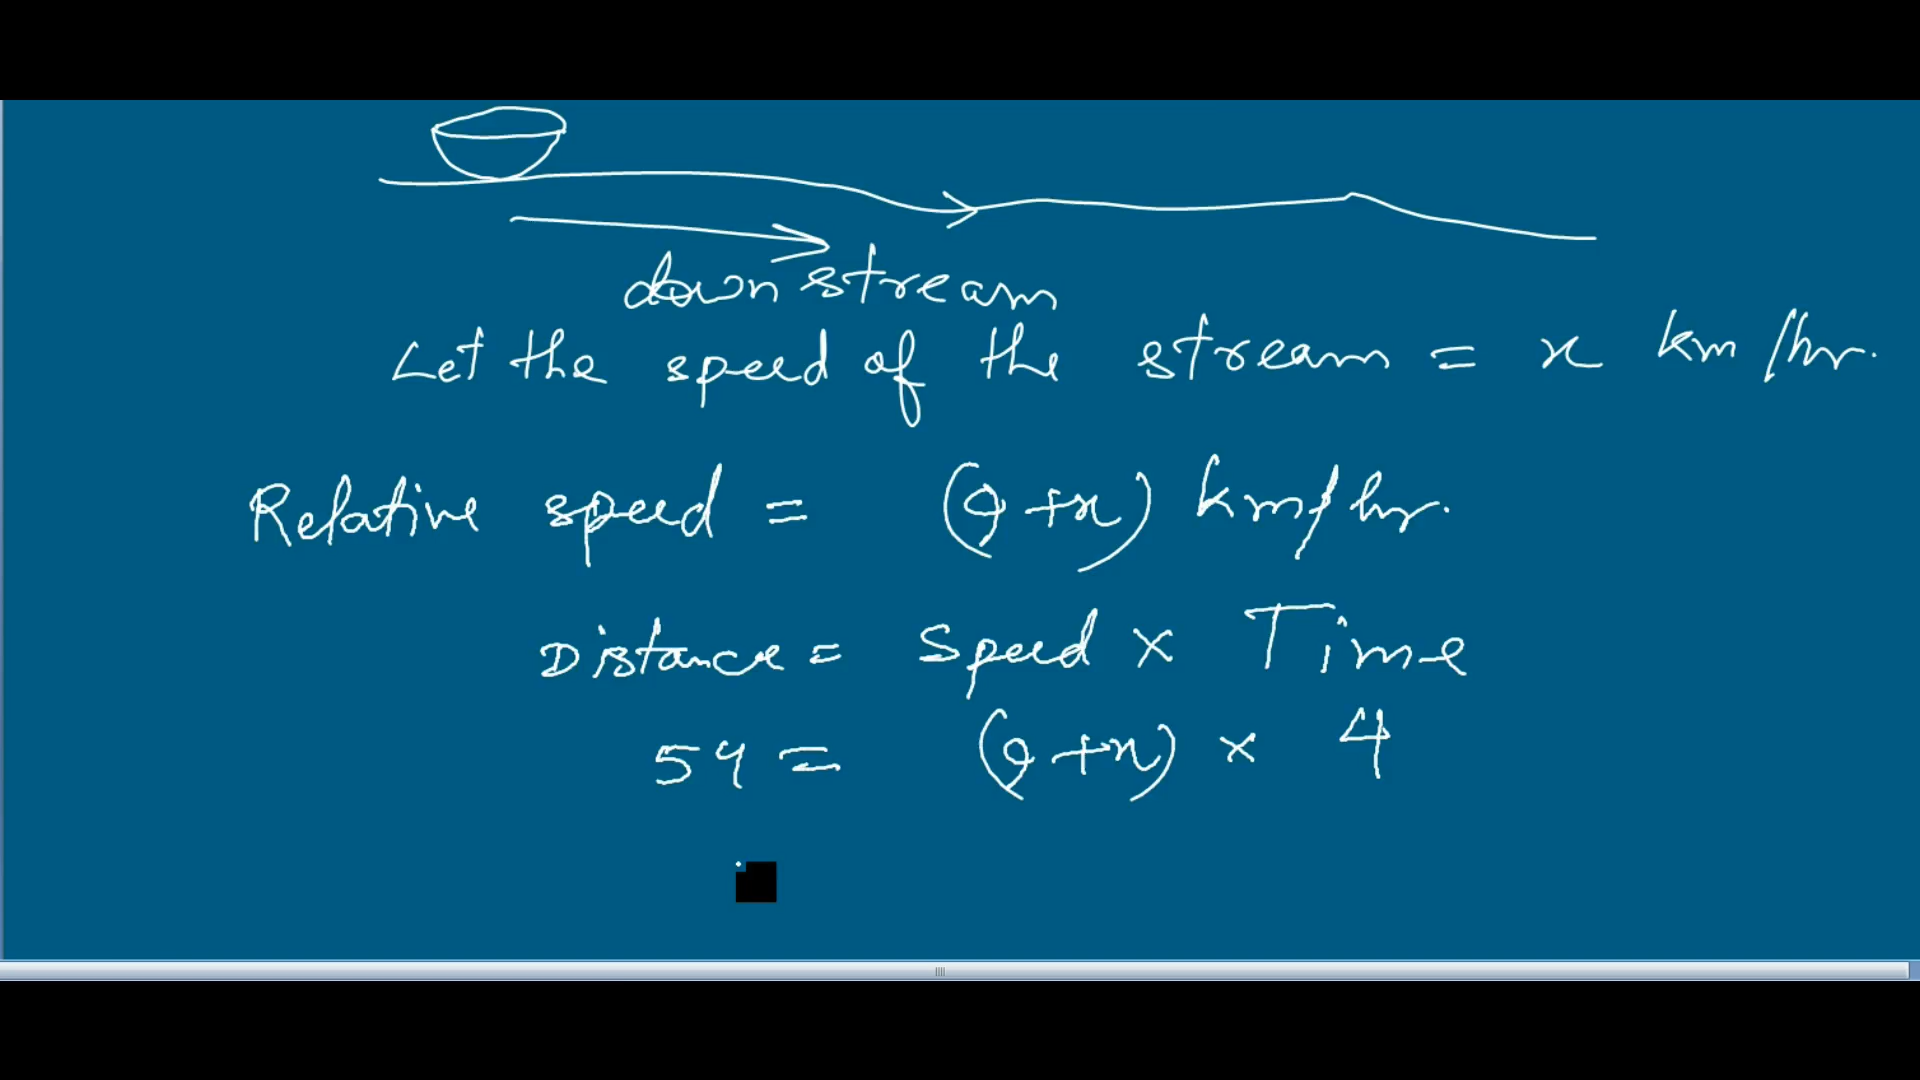 down stream
Let the speed of the stream = x km/hr.
Relative speed = (9+x) km/hr.
Distance = Speed × Time
54 = (9+x) × 4